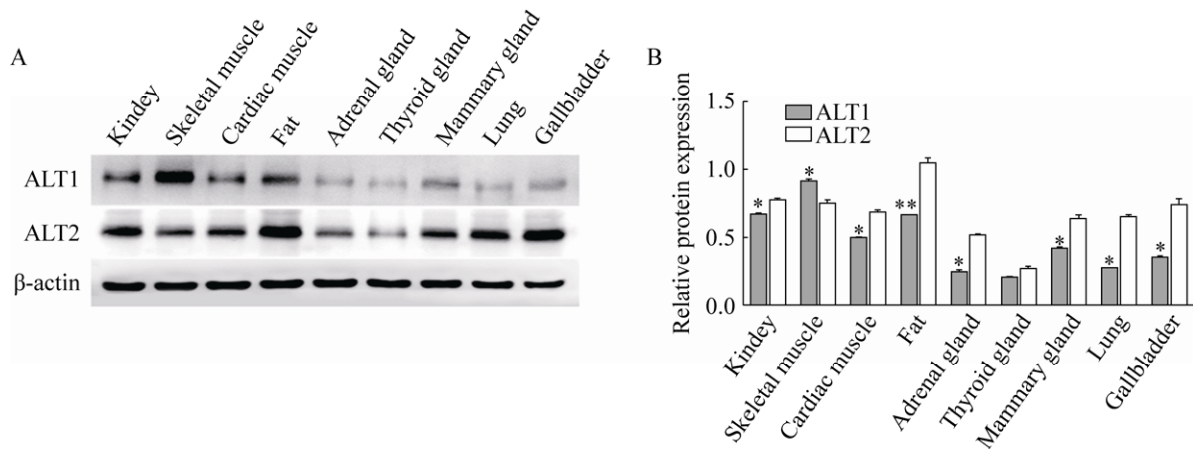 A
Kindey
Skeletal muscle
Cardiac muscle
Fat
Adrenal gland
Thyroid gland
Mammary gland
Lung
Gallbladder
ALT1
ALT2
β-actin
B
Relative protein expression
1.5
1.0
0.5
0.0
ALT1
ALT2
*
*
*
**
*
*
*
*
Kindey
Skeletal muscle
Cardiac muscle
Fat
Adrenal gland
Thyroid gland
Mammary gland
Lung
Gallbladder